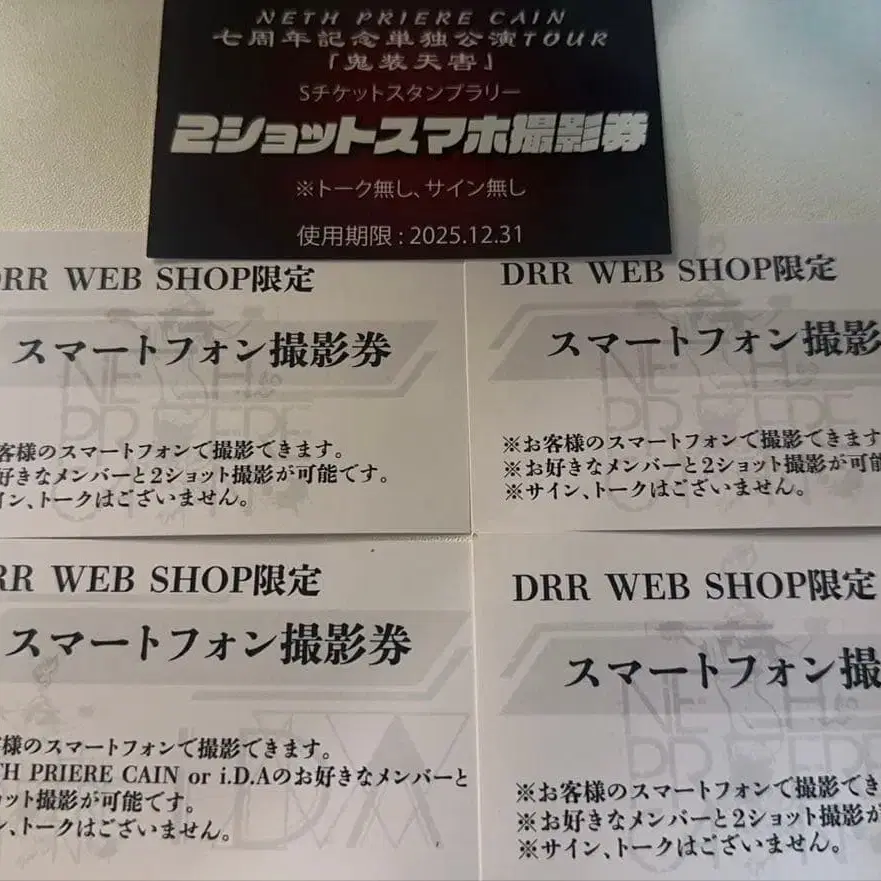 NETH PRIERE CAIN
七周年記念単独公演TOUR
『鬼装天害』
Sチケットスタンプラリー
2ショットスマホ撮影券
※トーク無し、サイン無し
使用期限:2025.12.31
RR WEB SHOP限定
スマートフォン撮影券
客様のスマートフォンで撮影できます。
好きなメンバーと2ショット撮影が可能です。
イン、トークはございません。
DRR WEB SHOP限定
スマートフォン撮影
※お客様のスマートフォンで撮影できます
※お好きなメンバーと2ショット撮影が可能
※サイン、トークはございません。
RR WEB SHOP限定
スマートフォン撮影券
様のスマートフォンで撮影できます。
TH PRIERE CAIN or i.D.Aのお好きなメンバーと
ョット撮影が可能です。
ン、トークはございません。
DRR WEB SHOP限定
スマートフォン撮
※お客様のスマートフォンで撮影でき
※お好きなメンバーと2ショット撮影が
※サイン、トークはございません。